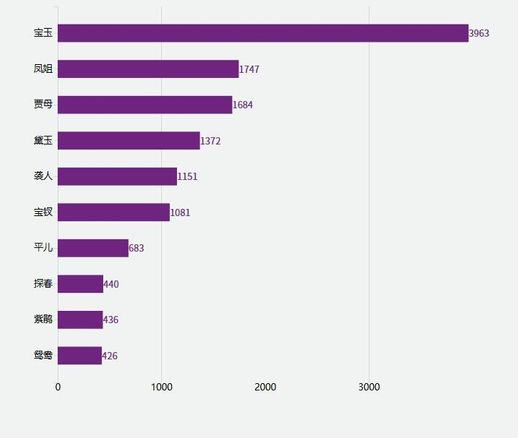 宝玉 3963
凤姐 1747
贾母 1684
黛玉 1372
袭人 1151
宝钗 1081
平儿 683
探春 440
紫鹃 436
鸳鸯 426
0 1000 2000 3000